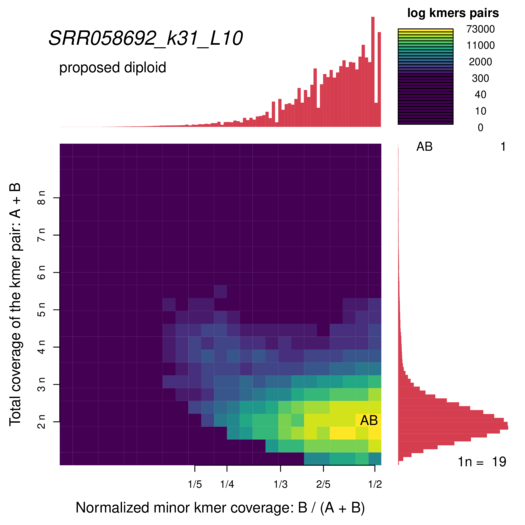 SRR058692_k31_L10
proposed diploid
log kmers pairs
73000
11000
2000
300
40
10
0
AB 1
Total coverage of the kmer pair: A + B
8 n
7 n
6 n
5 n
4 n
3 n
2 n
AB
1n = 19
1/5 1/4 1/3 2/5 1/2
Normalized minor kmer coverage: B / (A + B)